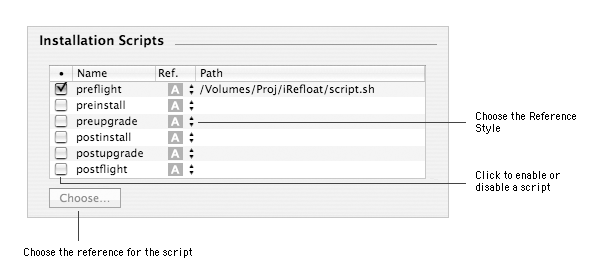 Installation Scripts
• Name Ref. Path
preflight A /Volumes/Proj/iRefloat/script.sh
preinstall A
preupgrade A
postinstall A
postupgrade A
postflight A
Choose...
Choose the Reference
Style
Click to enable or
disable a script
Choose the reference for the script